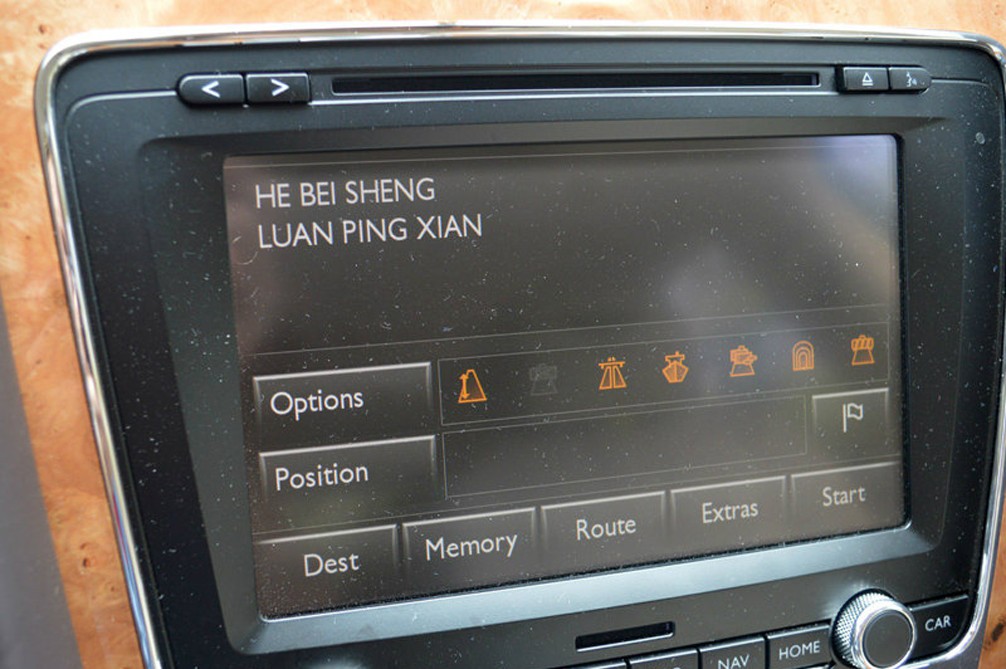 < >
HE BEI SHENG
LUAN PING XIAN
Options
Position
Dest Memory Route Extras Start
NAV HOME CAR